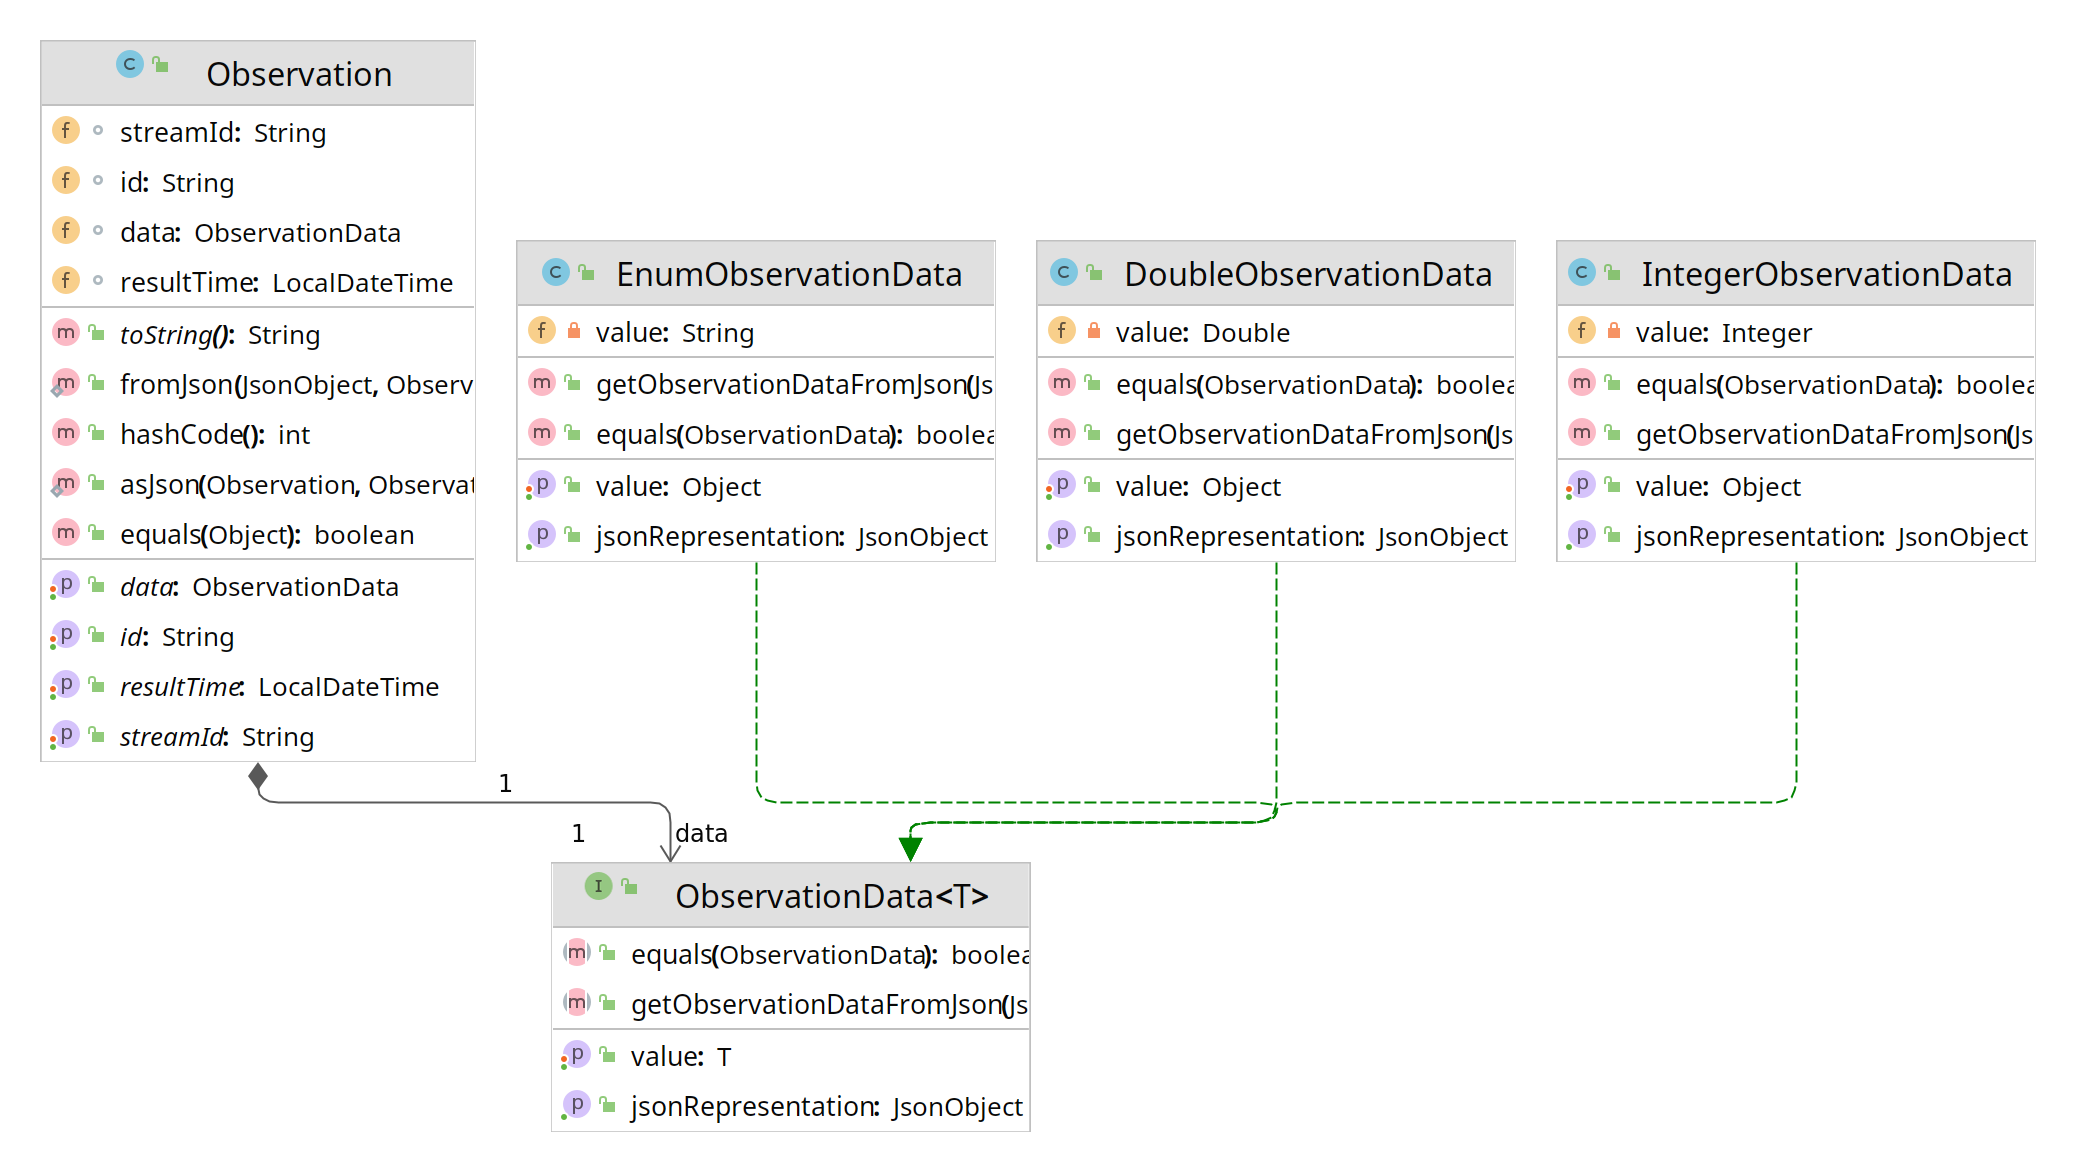 Observation
streamId: String
id: String
data: ObservationData
resultTime: LocalDateTime
toString(): String
fromJson(JsonObject, Observ
hashCode(): int
asJson(Observation, Observat
equals(Object): boolean
data: ObservationData
id: String
resultTime: LocalDateTime
streamId: String
EnumObservationData
value: String
getObservationDataFromJson(Js
equals(ObservationData): boolea
value: Object
jsonRepresentation: JsonObject
DoubleObservationData
value: Double
equals(ObservationData): boolea
getObservationDataFromJson(Js
value: Object
jsonRepresentation: JsonObject
IntegerObservationData
value: Integer
equals(ObservationData): boolea
getObservationDataFromJson(Js
value: Object
jsonRepresentation: JsonObject
1
1
data
ObservationData<T>
equals(ObservationData): boolea
getObservationDataFromJson(Js
value: T
jsonRepresentation: JsonObject